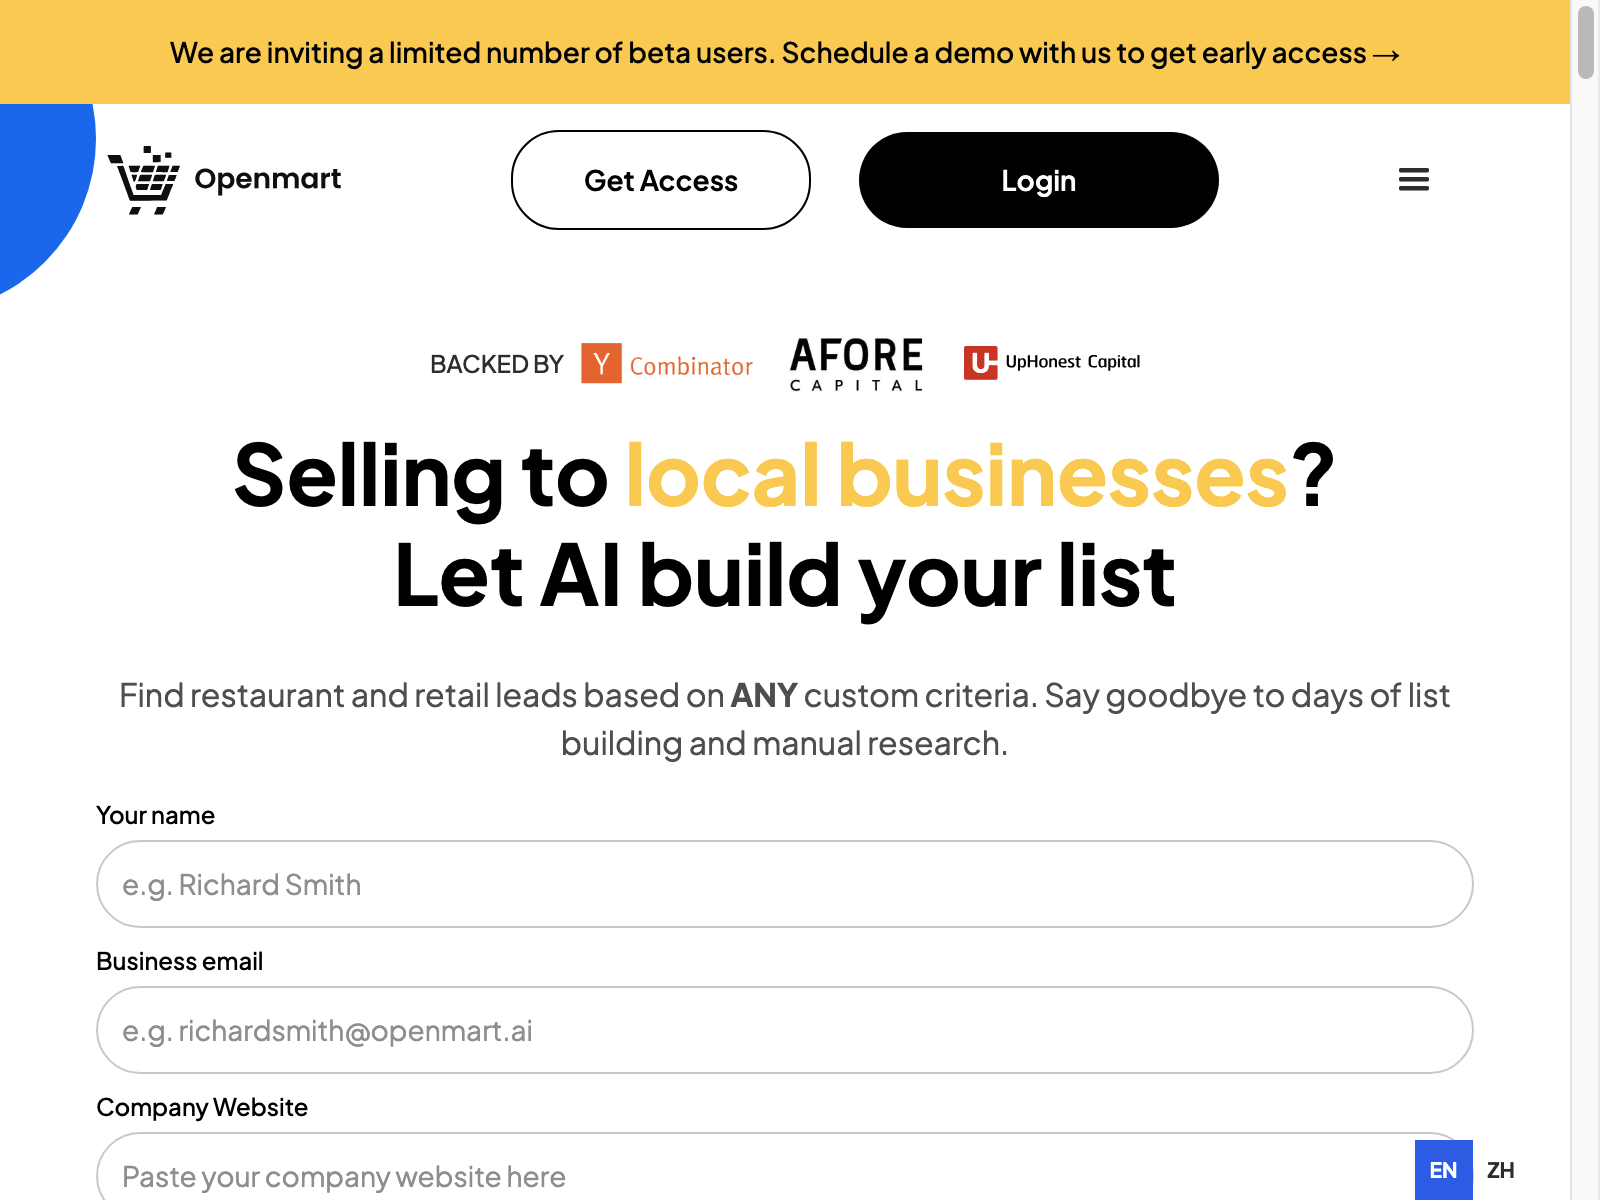 We are inviting a limited number of beta users. Schedule a demo with us to get early access →
Openmart
Get Access
Login
BACKED BY Y Combinator AFORE CAPITAL U UpHonest Capital
Selling to local businesses?
Let AI build your list
Find restaurant and retail leads based on ANY custom criteria. Say goodbye to days of list
building and manual research.
Your name
e.g. Richard Smith
Business email
e.g. richardsmith@openmart.ai
Company Website
Paste your company website here
EN ZH